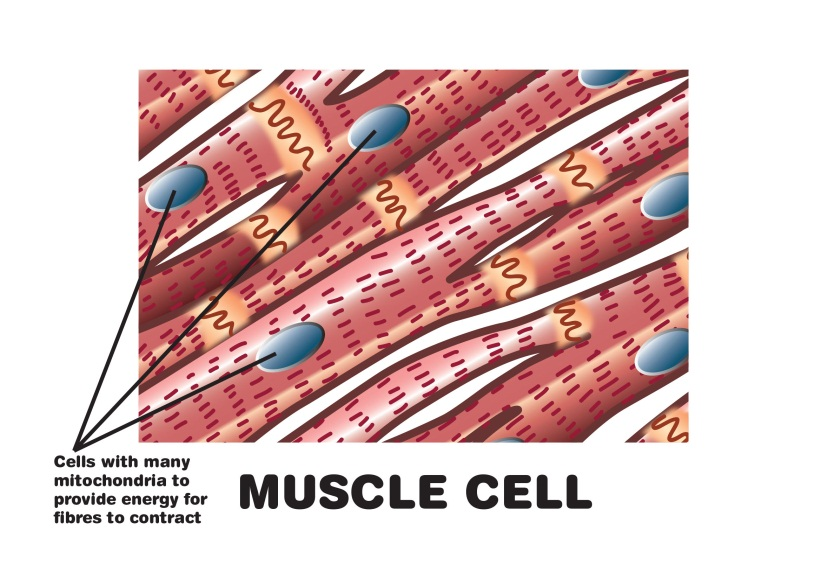 Cells with many
mitochondria to
provide energy for
fibres to contract
MUSCLE CELL